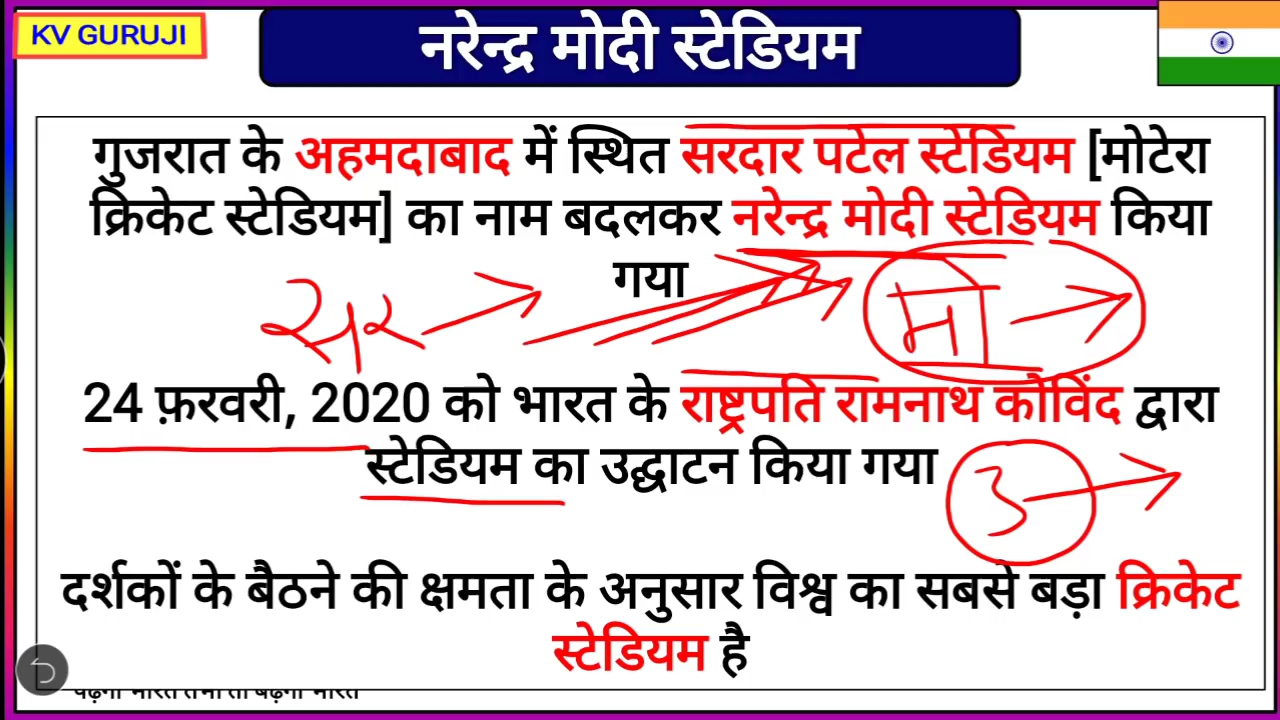 KV GURUJI
नरेन्द्र मोदी स्टेडियम
गुजरात के अहमदाबाद में स्थित सरदार पटेल स्टेडियम [मोटेरा
क्रिकेट स्टेडियम] का नाम बदलकर नरेन्द्र मोदी स्टेडियम किया
गया
सर
मो
24 फ़रवरी, 2020 को भारत के राष्ट्रपति रामनाथ कोविंद द्वारा
स्टेडियम का उद्घाटन किया गया
उ
दर्शकों के बैठने की क्षमता के अनुसार विश्व का सबसे बड़ा क्रिकेट
स्टेडियम है